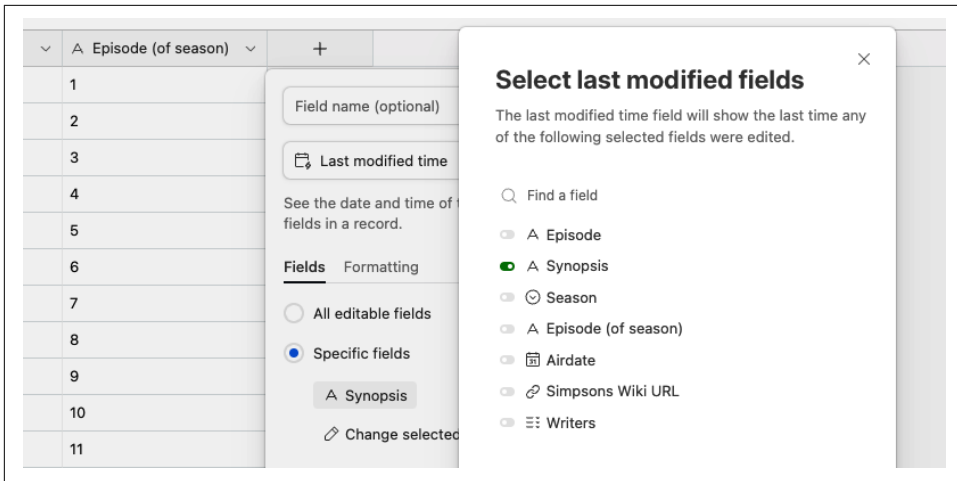 Episode (of season)
+
1
2
3
4
5
6
7
8
9
10
11
Field name (optional)
Last modified time
See the date and time of
fields in a record.
Fields Formatting
All editable fields
Specific fields
Synopsis
Change selected
Select last modified fields
The last modified time field will show the last time any
of the following selected fields were edited.
Find a field
Episode
Synopsis
Season
Episode (of season)
Airdate
Simpsons Wiki URL
Writers